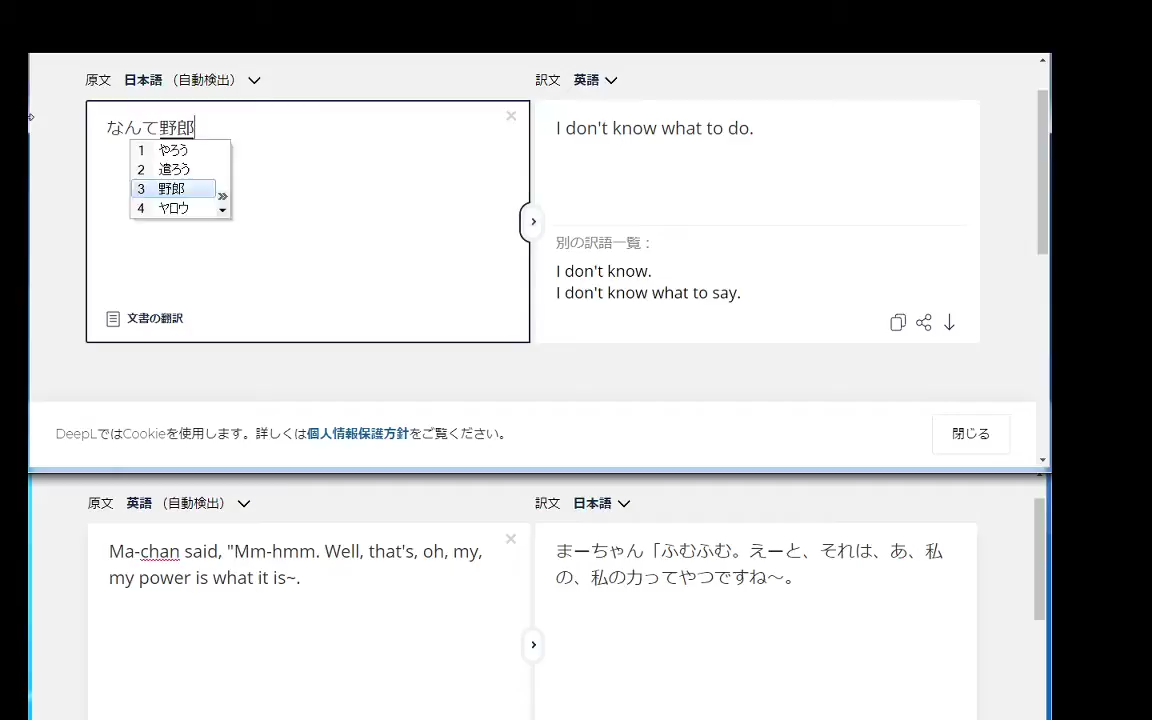 原文 日本語 (自動検出)
訳文 英語
なんて野郎
1 やろう
2 遣ろう
3 野郎
4 ヤロウ
文書の翻訳
I don't know what to do.
別の訳語一覧：
I don't know.
I don't know what to say.
DeepLではCookieを使用します。詳しくは個人情報保護方針をご覧ください。
閉じる
原文 英語 (自動検出)
訳文 日本語
Ma-chan said, "Mm-hmm. Well, that's, oh, my,
my power is what it is~.
まーちゃん「ふむふむ。えーと、それは、あ、私
の、私の力ってやつですね～。